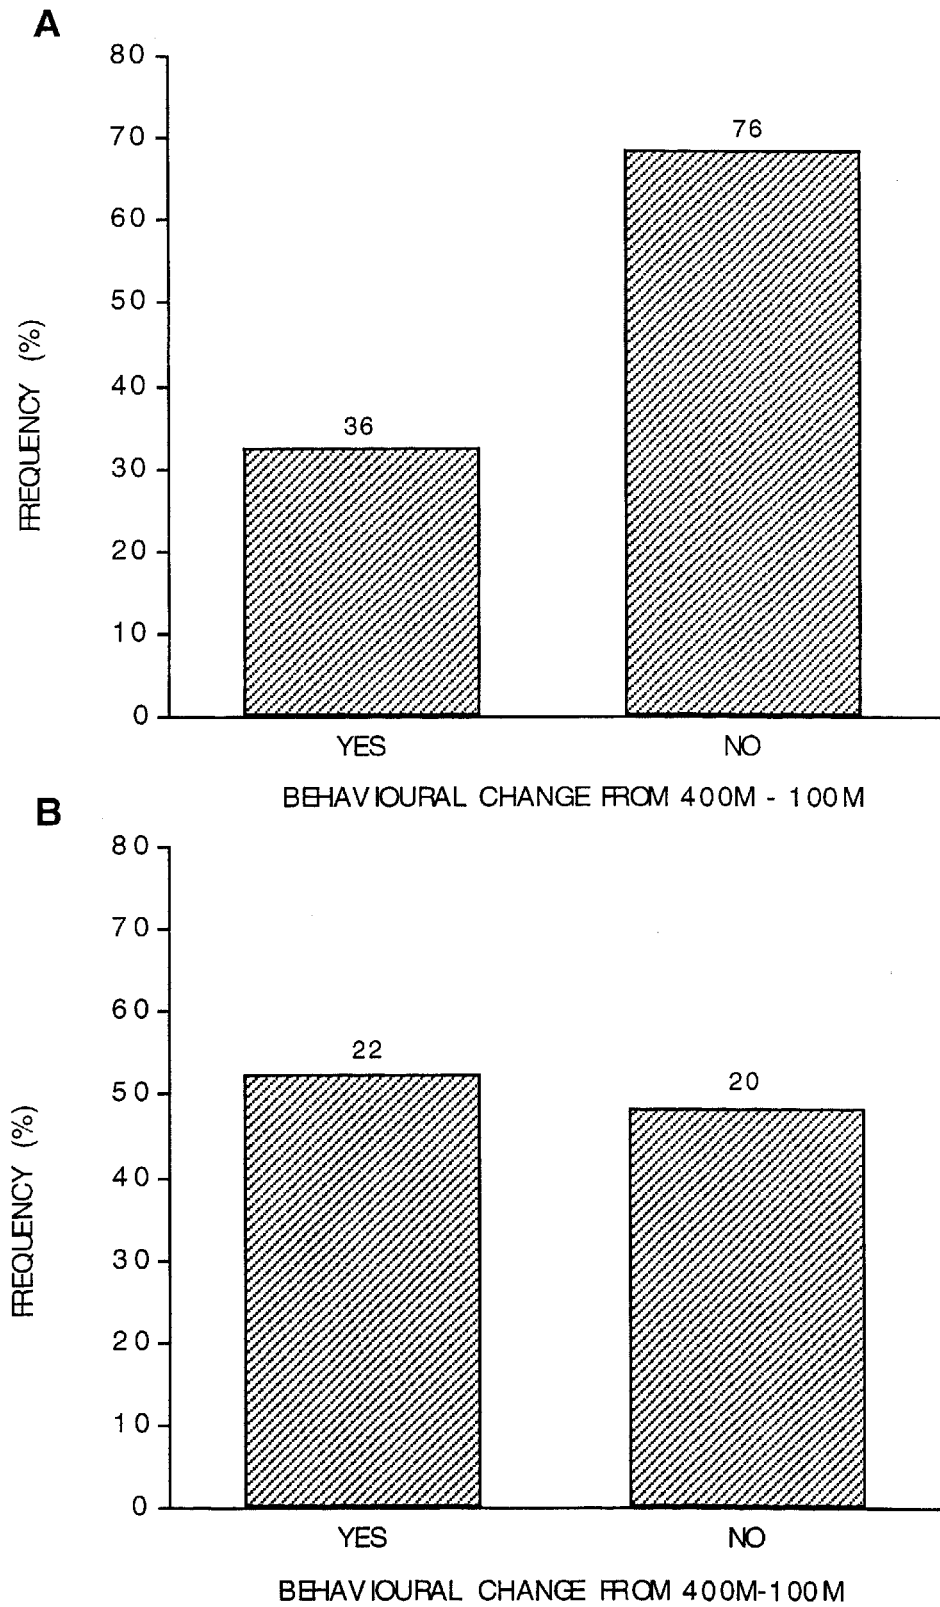 A
80
70
76
60
50
FREQUENCY (%)
40
36
30
20
10
0
YES NO
BEHAVIOURAL CHANGE FROM 400M - 100M
B
80
70
60
22
50
20
FREQUENCY (%)
40
30
20
10
0
YES NO
BEHAVIOURAL CHANGE FROM 400M-100M